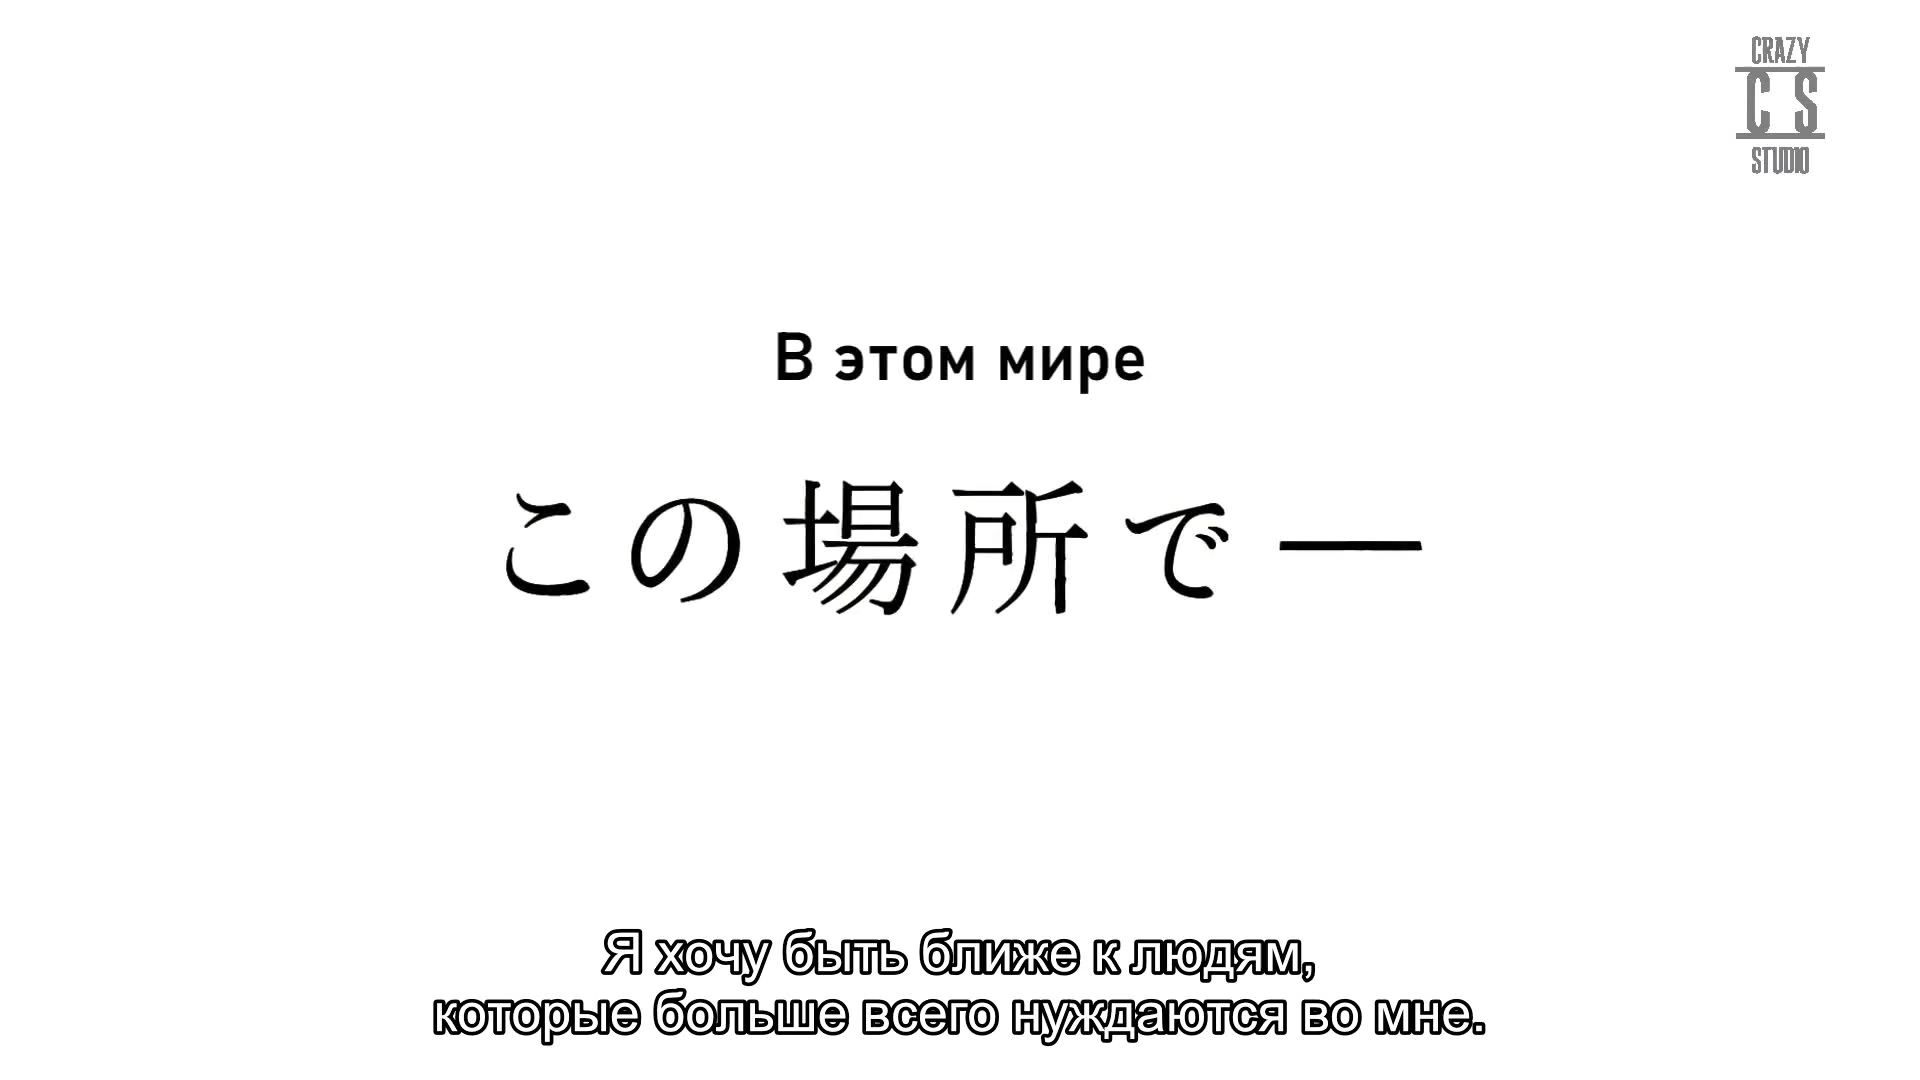 CRAZY
CS
STUDIO
В этом мире
この場所で―
Я хочу быть ближе к людям,
которые больше всего нуждаются во мне.